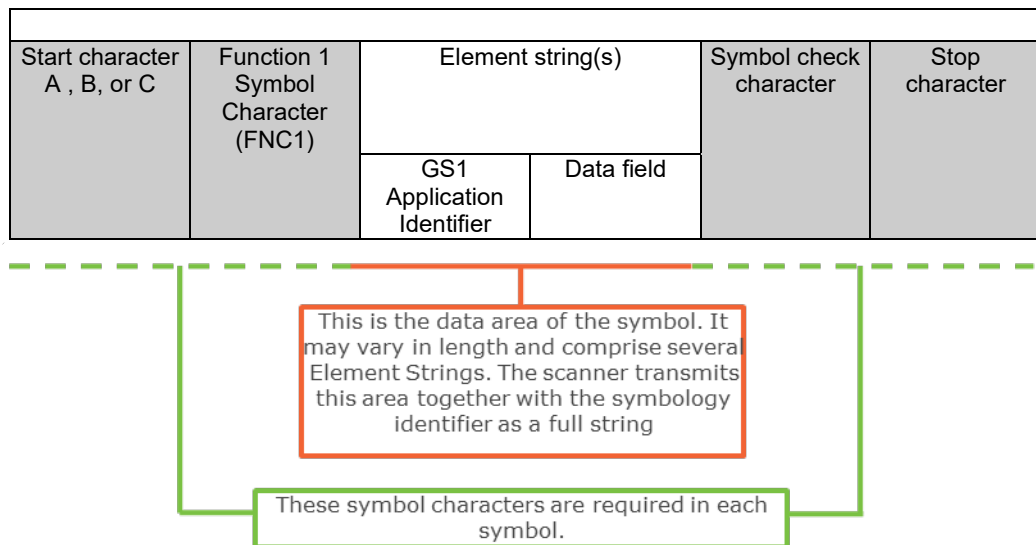 Start character
A , B, or C
Function 1
Symbol
Character
(FNC1)
Element string(s)
Symbol check
character
Stop
character
GS1
Application
Identifier
Data field
This is the data area of the symbol. It
may vary in length and comprise several
Element Strings. The scanner transmits
this area together with the symbology
identifier as a full string
These symbol characters are required in each
symbol.